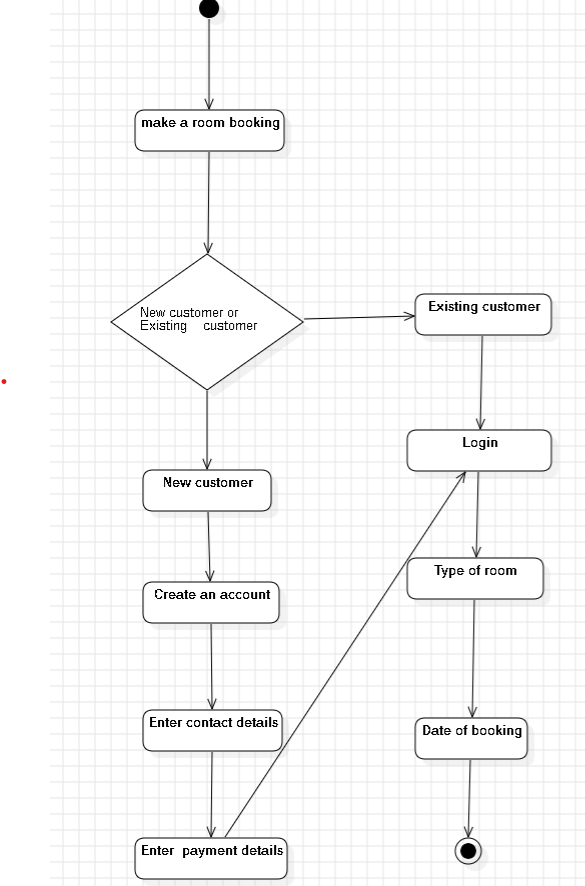 make a room booking
New customer or
Existing customer
Existing customer
Login
New customer
Type of room
Create an account
Enter contact details
Date of booking
Enter payment details